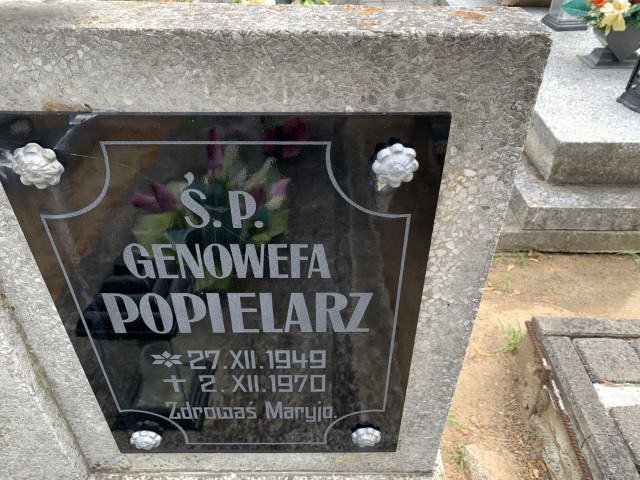 Ś. P.
GENOWEFA
POPIELARZ
27. XII. 1949
2. XII. 1970
Zdrowaś Maryjo.